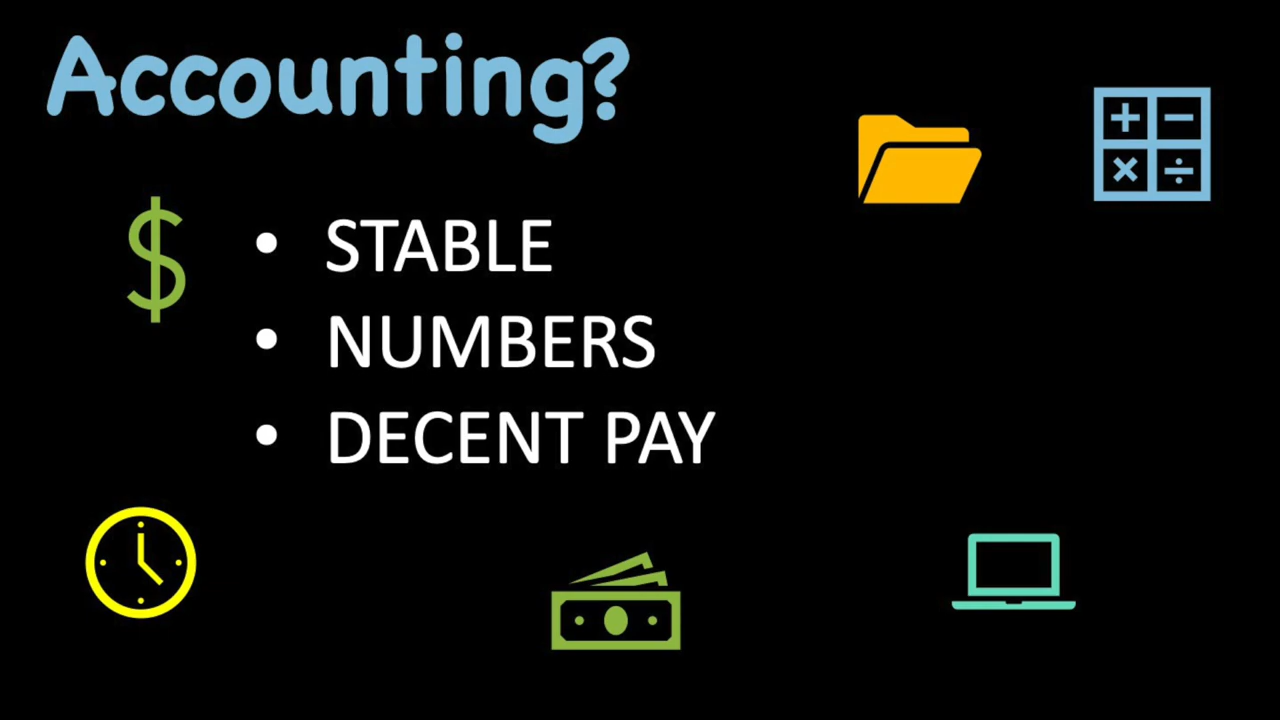 Accounting?
$
• STABLE
• NUMBERS
• DECENT PAY